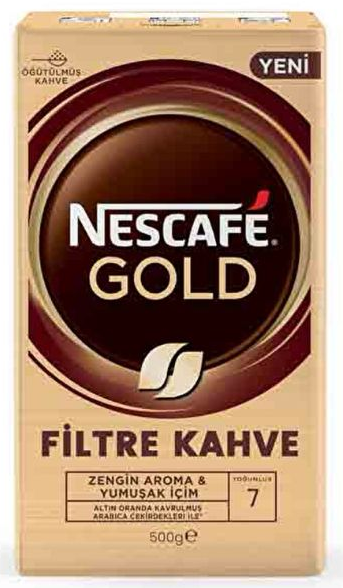 YENİ
ÖĞÜTÜLMÜŞ
KAHVE
NESCAFÉ®
GOLD
FİLTRE KAHVE
ZENGİN AROMA &
YUMUŞAK İÇİM
ALTIN ORANDA KAVRULMUŞ
ARABICA ÇEKİRDEKLERİ İLE*
YOĞUNLUK
7
500g℮